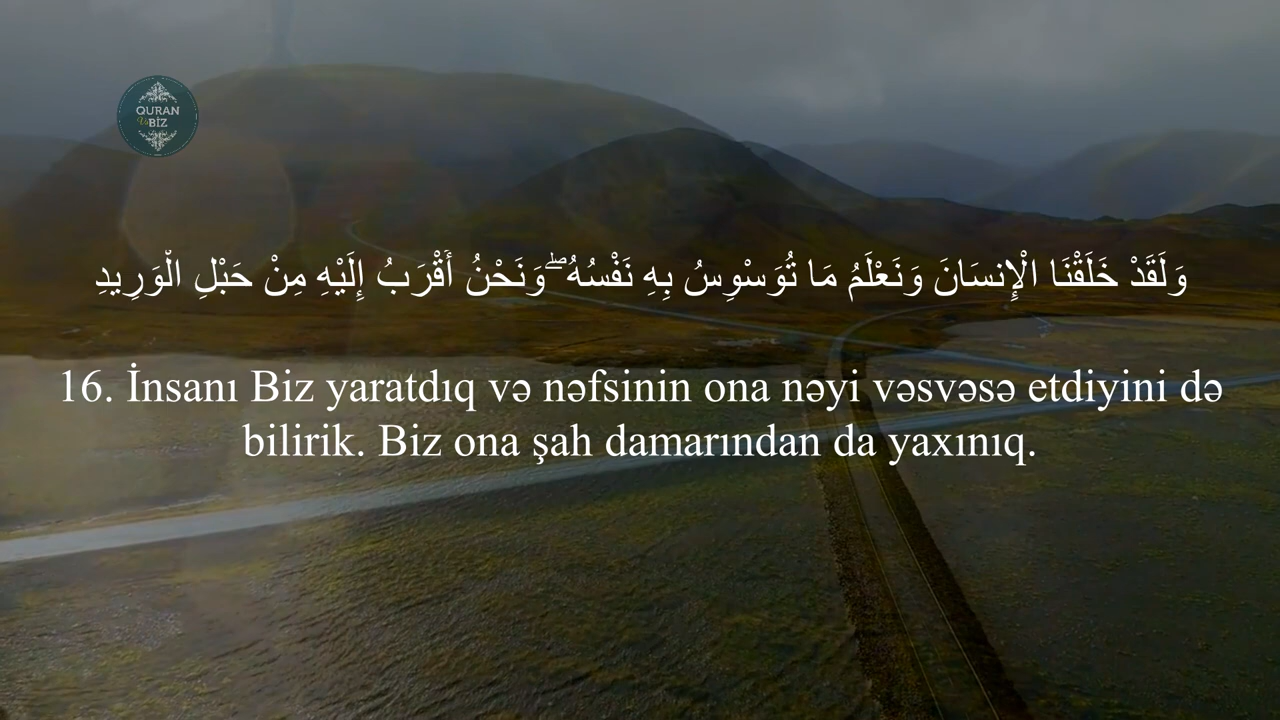 QURAN
Və
BİZ
وَلَقَدْ خَلَقْنَا الْإِنسَانَ وَنَعْلَمُ مَا تُوَسْوِسُ بِهِ نَفْسُهُ ۖ وَنَحْنُ أَقْرَبُ إِلَيْهِ مِنْ حَبْلِ الْوَرِيدِ
16. İnsanı Biz yaratdıq və nəfsinin ona nəyi vəsvəsə etdiyini də
bilirik. Biz ona şah damarından da yaxınıq.